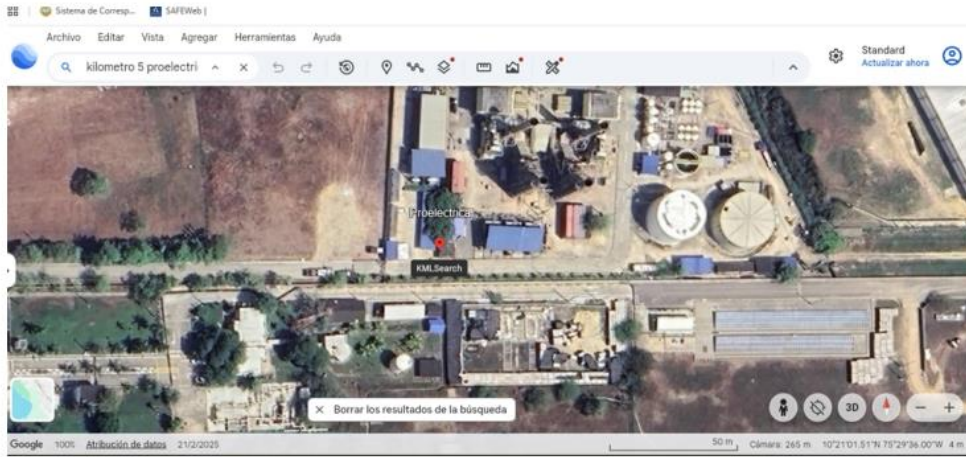 Sistema de Corresp... SAFEWeb |
Archivo Editar Vista Agregar Herramientas Ayuda
kilometro 5 proelectri
Standard
Actualizar ahora
Proelectrica
KMLSearch
Borrar los resultados de la búsqueda
3D
Google 100% Atribución de datos 21/2/2025 50 m Cámara: 265 m 10°21'01.51"N 75°29'36.00"W 4 m